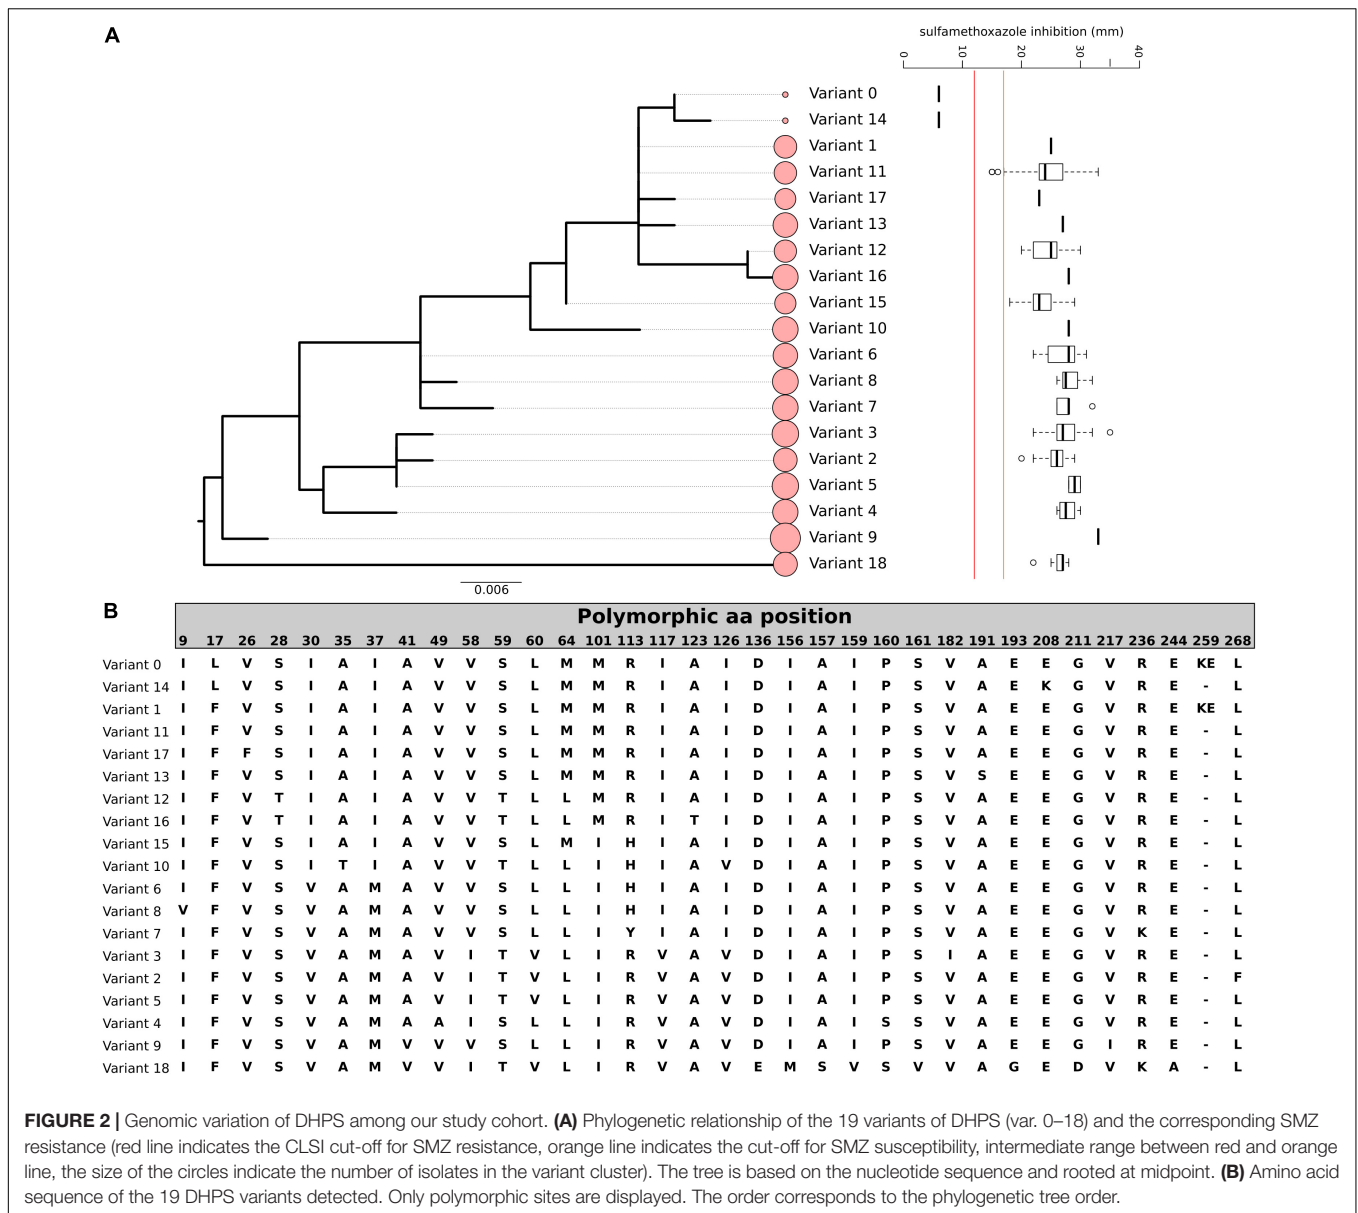 A
sulfamethoxazole inhibition (mm)
0 10 20 30 40
Variant 0
Variant 14
Variant 1
Variant 11
Variant 17
Variant 13
Variant 12
Variant 16
Variant 15
Variant 10
Variant 6
Variant 8
Variant 7
Variant 3
Variant 2
Variant 5
Variant 4
Variant 9
Variant 18
0.006
B
Polymorphic aa position
9 17 26 28 30 35 37 41 49 58 59 60 64 101 113 117 123 126 136 156 157 159 160 161 182 191 193 208 211 217 236 244 259 268
Variant 0 I L V S I A I A V V S L M M R I A I D I A I P S V A E E G V R E KE L
Variant 14 I L V S I A I A V V S L M M R I A I D I A I P S V A E K G V R E - L
Variant 1 I F V S I A I A V V S L M M R I A I D I A I P S V A E E G V R E KE L
Variant 11 I F V S I A I A V V S L M M R I A I D I A I P S V A E E G V R E - L
Variant 17 I F F S I A I A V V S L M M R I A I D I A I P S V A E E G V R E - L
Variant 13 I F V S I A I A V V S L M M R I A I D I A I P S V S E E G V R E - L
Variant 12 I F V T I A I A V V T L L M R I A I D I A I P S V A E E G V R E - L
Variant 16 I F V T I A I A V V T L L M R I T I D I A I P S V A E E G V R E - L
Variant 15 I F V S I A I A V V S L M I H I A I D I A I P S V A E E G V R E - L
Variant 10 I F V S I T I A V V T L L I H I A V D I A I P S V A E E G V R E - L
Variant 6 I F V S V A M A V V S L L I H I A I D I A I P S V A E E G V R E - L
Variant 8 V F V S V A M A V V S L L I H I A I D I A I P S V A E E G V R E - L
Variant 7 I F V S V A M A V V S L L I Y I A I D I A I P S V A E E G V K E - L
Variant 3 I F V S V A M A V I T V L I R V A V D I A I P S I A E E G V R E - L
Variant 2 I F V S V A M A V I T V L I R V A V D I A I P S V A E E G V R E - F
Variant 5 I F V S V A M A V I T V L I R V A V D I A I P S V A E E G V R E - L
Variant 4 I F V S V A M A A I S L L I R V A V D I A I S S V A E E G V R E - L
Variant 9 I F V S V A M V V V S L L I R V A V D I A I P S V A E E G I R E - L
Variant 18 I F V S V A M V V I T V L I R V A V E M S V S V V A G E D V K A - L
FIGURE 2 | Genomic variation of DHPS among our study cohort. (A) Phylogenetic relationship of the 19 variants of DHPS (var. 0–18) and the corresponding SMZ
resistance (red line indicates the CLSI cut-off for SMZ resistance, orange line indicates the cut-off for SMZ susceptibility, intermediate range between red and orange
line, the size of the circles indicate the number of isolates in the variant cluster). The tree is based on the nucleotide sequence and rooted at midpoint. (B) Amino acid
sequence of the 19 DHPS variants detected. Only polymorphic sites are displayed. The order corresponds to the phylogenetic tree order.